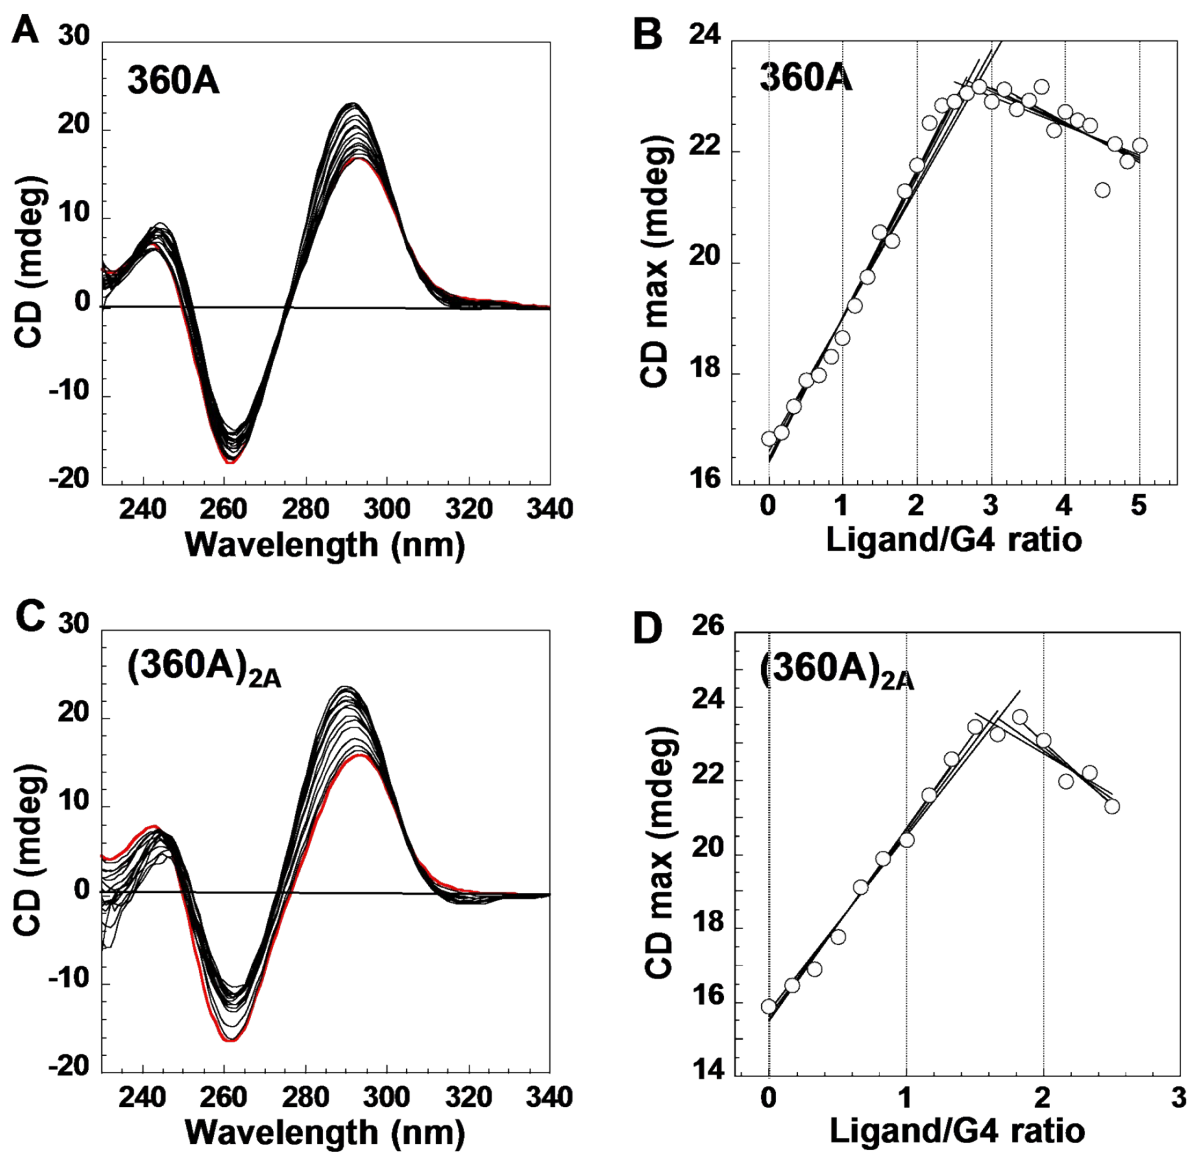 A
360A
CD (mdeg)
30
20
10
0
-10
-20
240 260 280 300 320 340
Wavelength (nm)
B
360A
CD max (mdeg)
24
22
20
18
16
0 1 2 3 4 5
Ligand/G4 ratio
C
(360A)2A
CD (mdeg)
30
20
10
0
-10
-20
240 260 280 300 320 340
Wavelength (nm)
D
(360A)2A
CD max (mdeg)
26
24
22
20
18
16
14
0 1 2 3
Ligand/G4 ratio